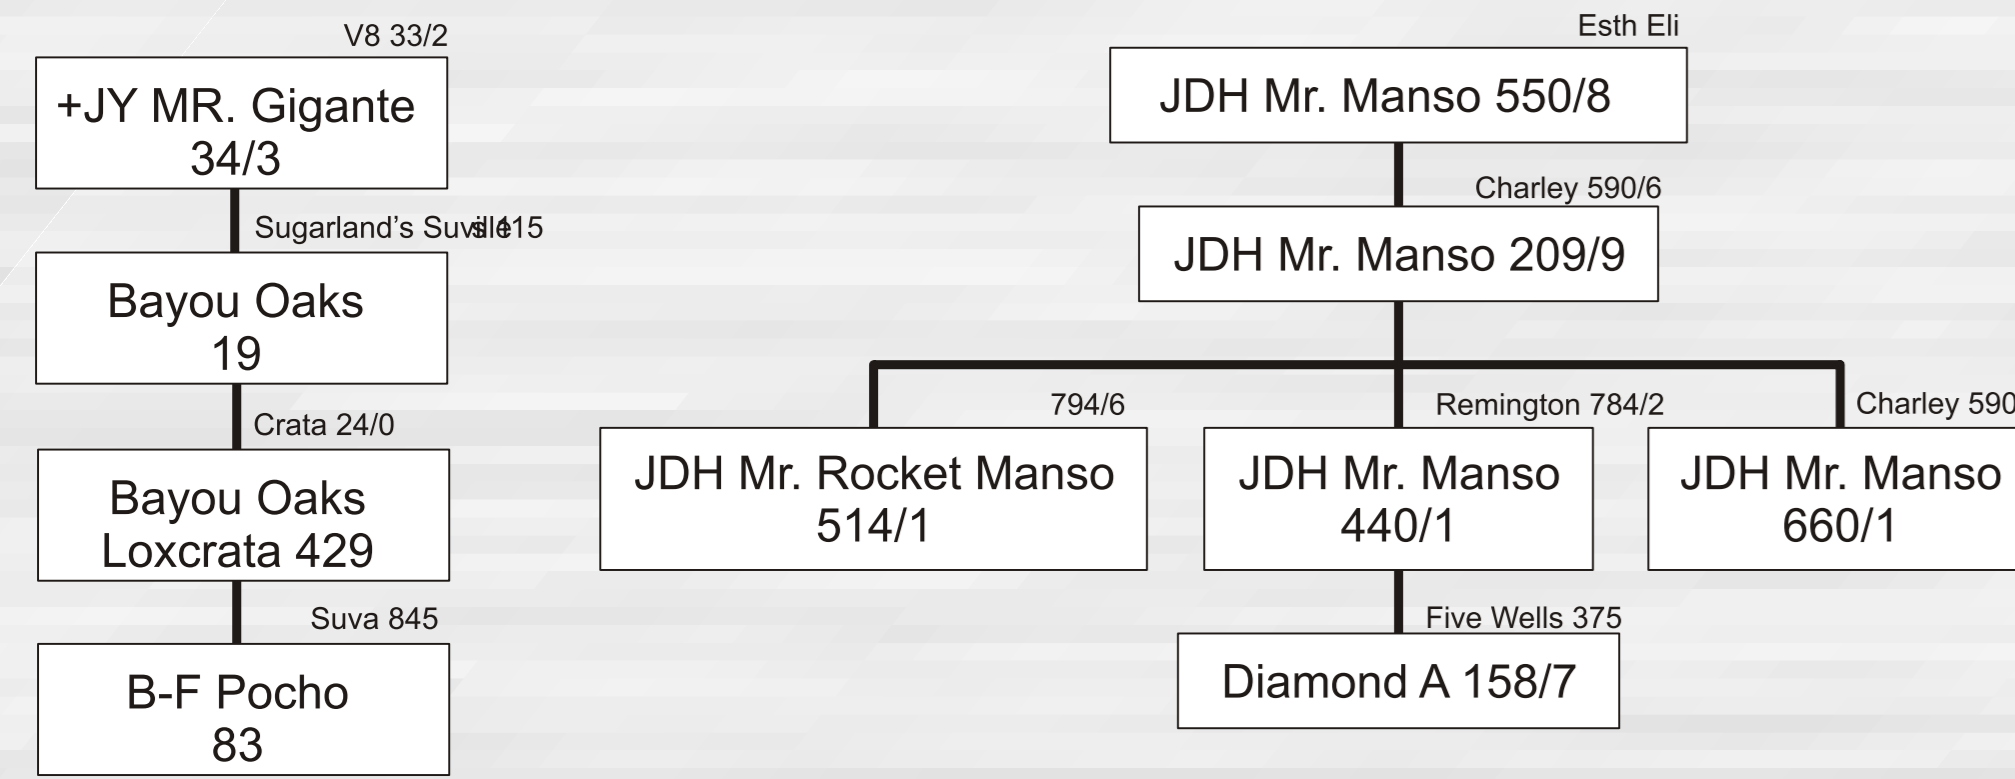 V8 33/2
+JY MR. Gigante
34/3
Sugarland's
Bayou Oaks
19
Crata 24/0
Bayou Oaks
Loxcrata 429
Suva 845
B-F Pocho
83
Esth Eli
JDH Mr. Manso 550/8
Charley 590/6
JDH Mr. Manso 209/9
794/6
JDH Mr. Rocket Manso
514/1
Remington 784/2
JDH Mr. Manso
440/1
Charley 590
JDH Mr. Manso
660/1
Five Wells 375
Diamond A 158/7